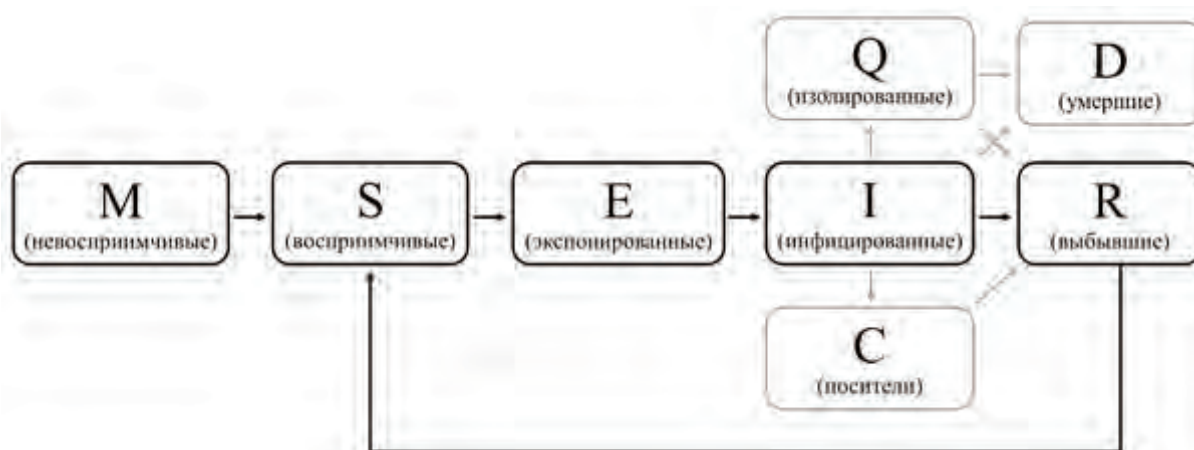 Q
(изолированные)
D
(умершие)
M
(невосприимчивые)
S
(восприимчивые)
E
(экспонированные)
I
(инфицированные)
R
(выбывшие)
C
(носители)